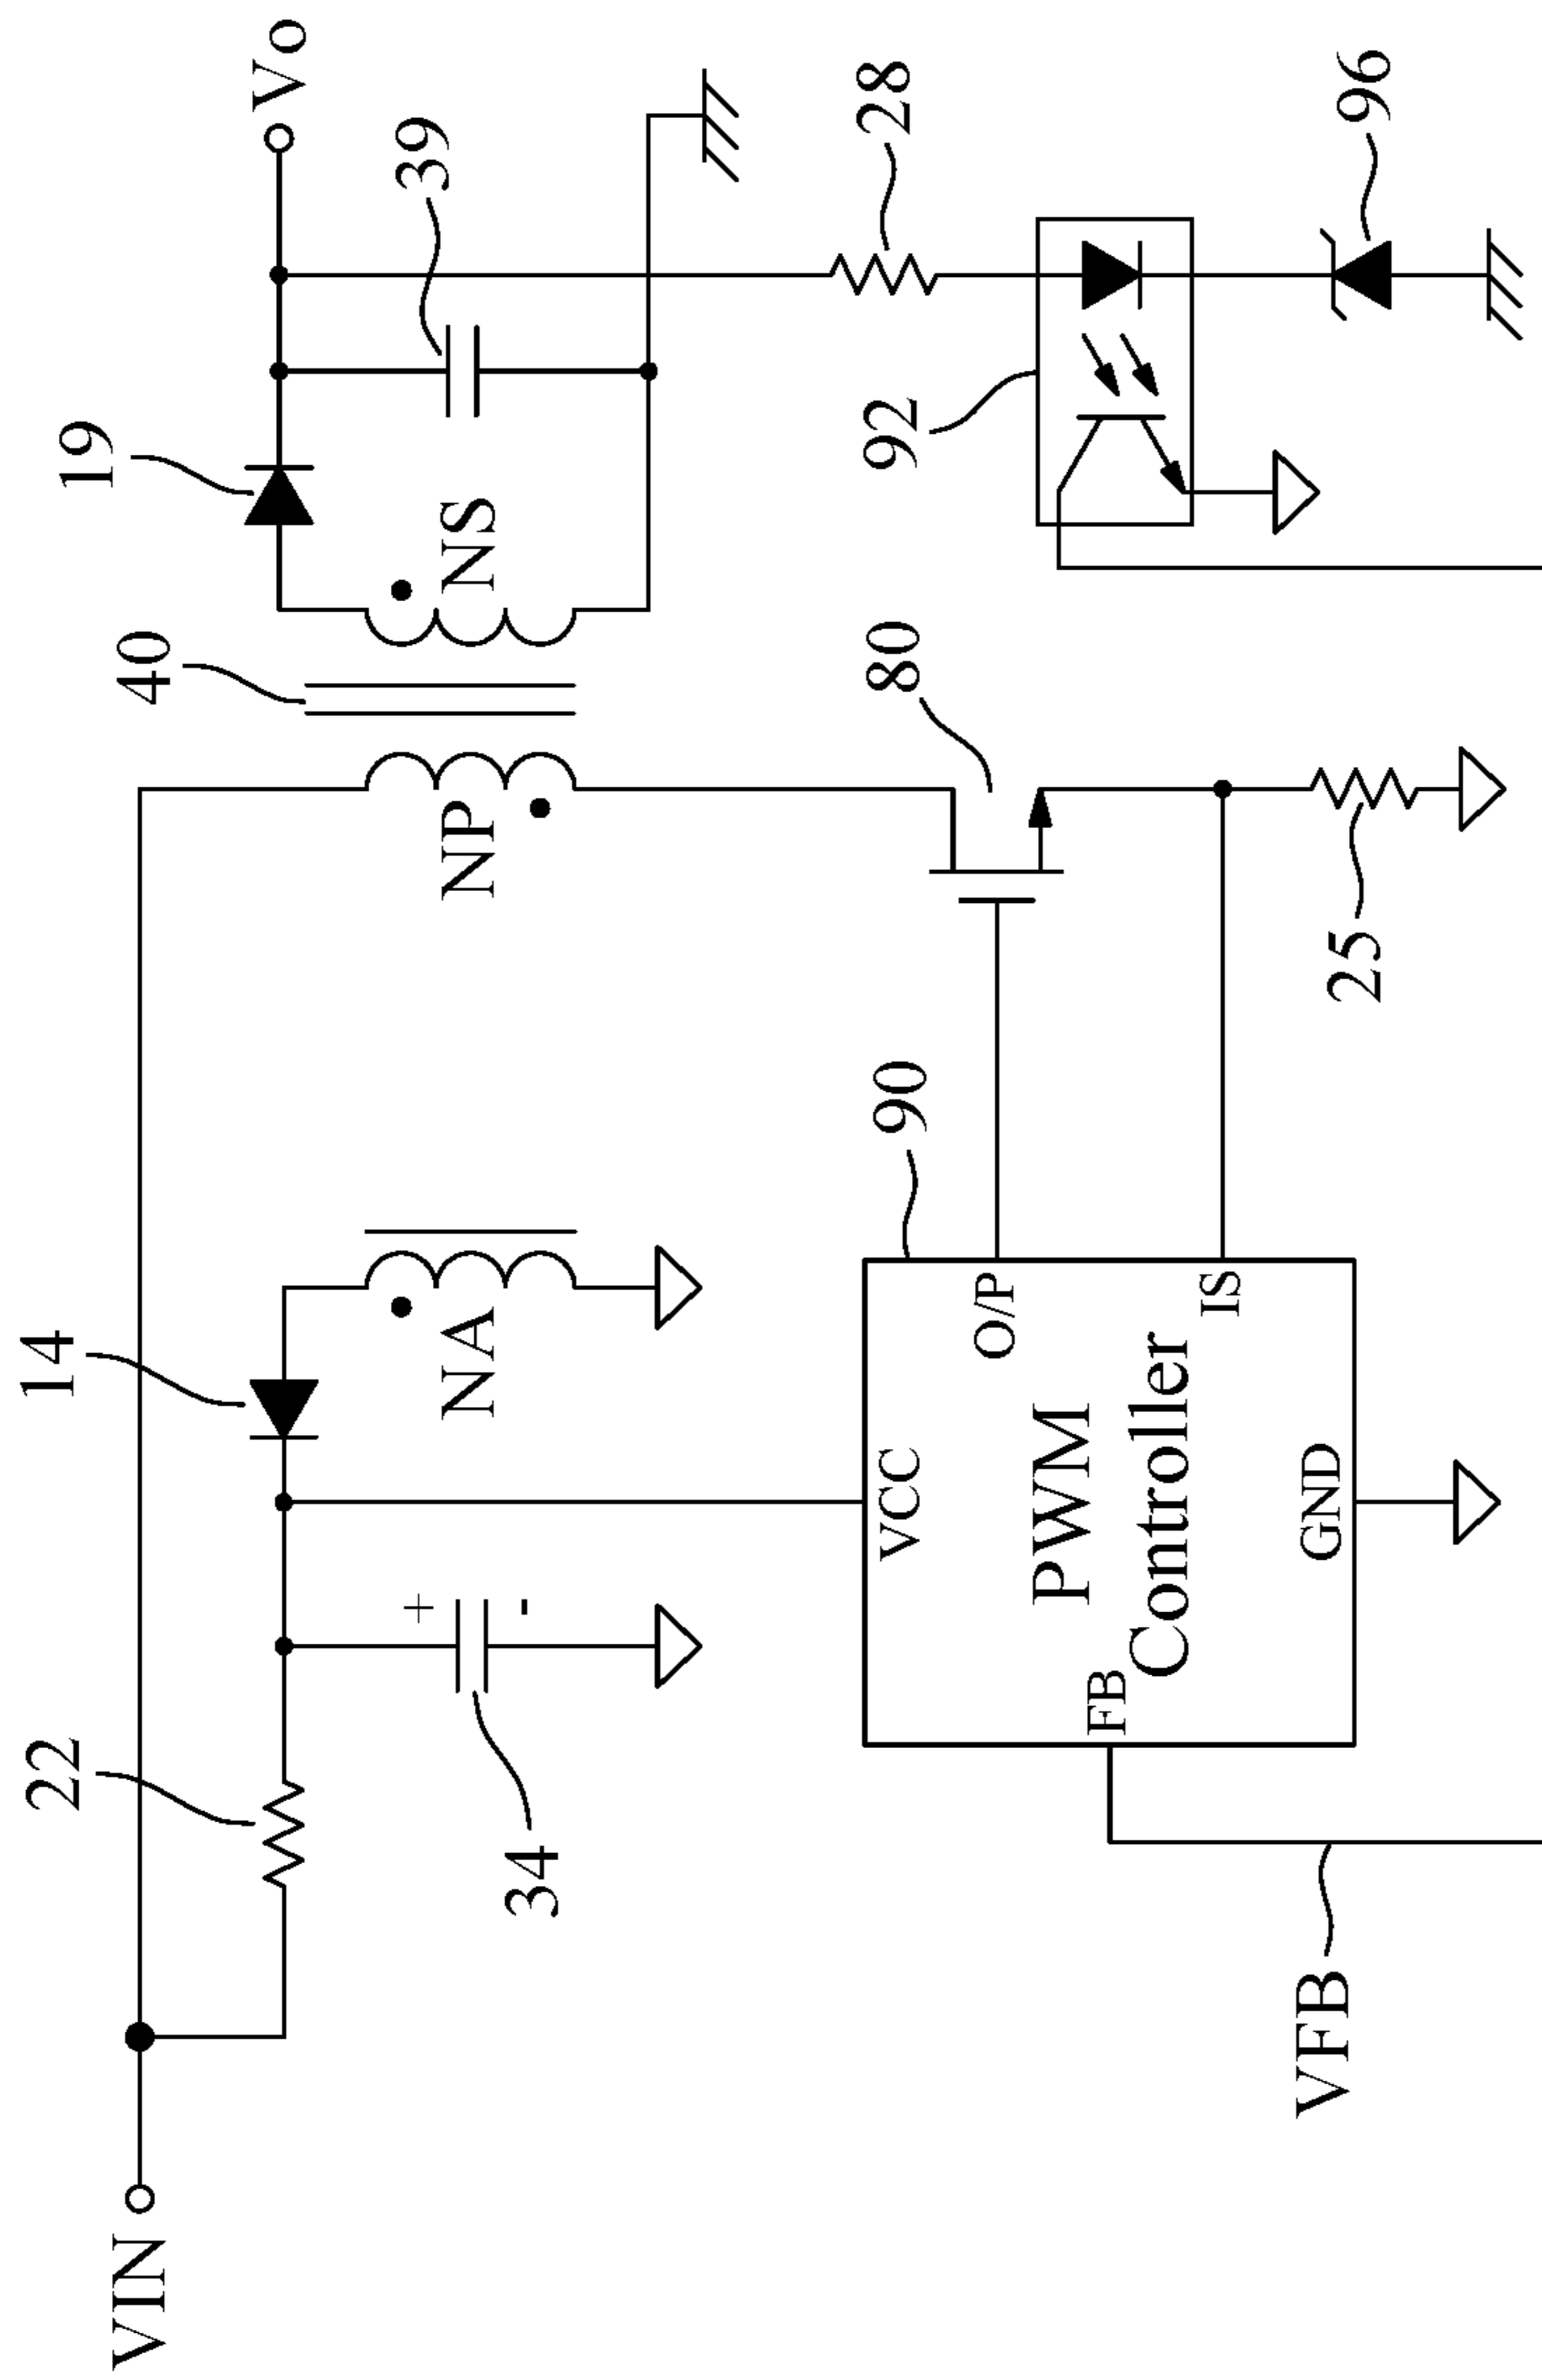 14
40
19
Vo
22
NA
NP
NS
39
+
-
34
VIN
90
80
92
28
VCC
O/P
PWM
Controller
FB
IS
GND
25
96
VFB